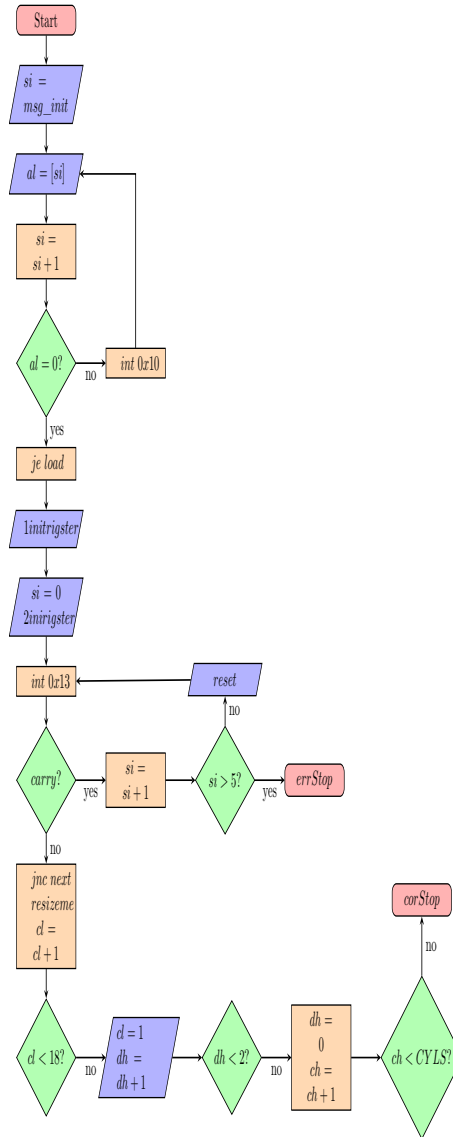 Start
si =
msg_init
al = [si]
si =
si + 1
al = 0?
no
int 0x10
yes
je load
1initrigster
si = 0
2inirigster
int 0x13
reset
no
carry?
yes
si =
si + 1
si > 5?
yes
errStop
no
jnc next
resizeme
cl =
cl + 1
corStop
no
cl < 18?
no
cl = 1
dh =
dh + 1
dh < 2?
no
dh =
0
ch =
ch + 1
ch < CYLS?